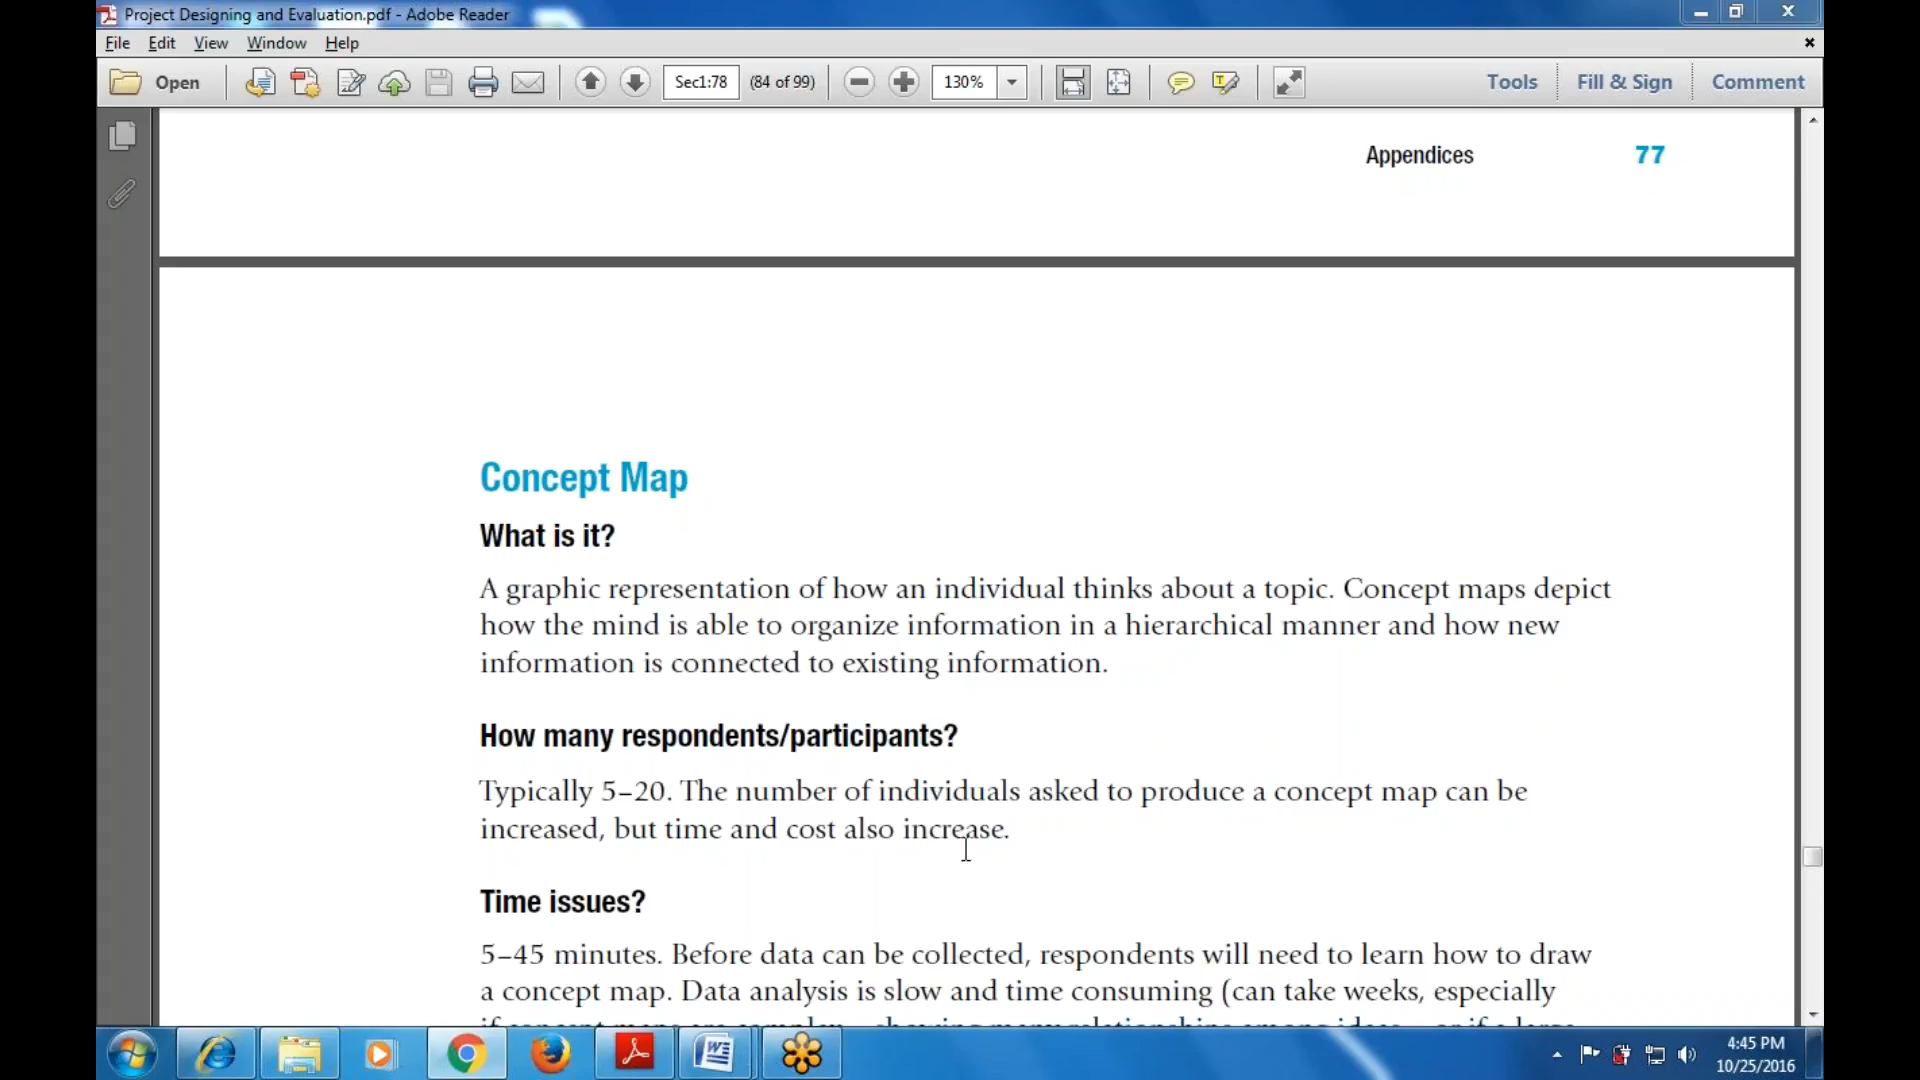 Project Designing and Evaluation.pdf - Adobe Reader
File Edit View Window Help
Open Sec1:78 (84 of 99) 130% Tools Fill & Sign Comment
Appendices 77
Concept Map
What is it?
A graphic representation of how an individual thinks about a topic. Concept maps depict
how the mind is able to organize information in a hierarchical manner and how new
information is connected to existing information.
How many respondents/participants?
Typically 5–20. The number of individuals asked to produce a concept map can be
increased, but time and cost also increase.
Time issues?
5–45 minutes. Before data can be collected, respondents will need to learn how to draw
a concept map. Data analysis is slow and time consuming (can take weeks, especially
4:45 PM
10/25/2016